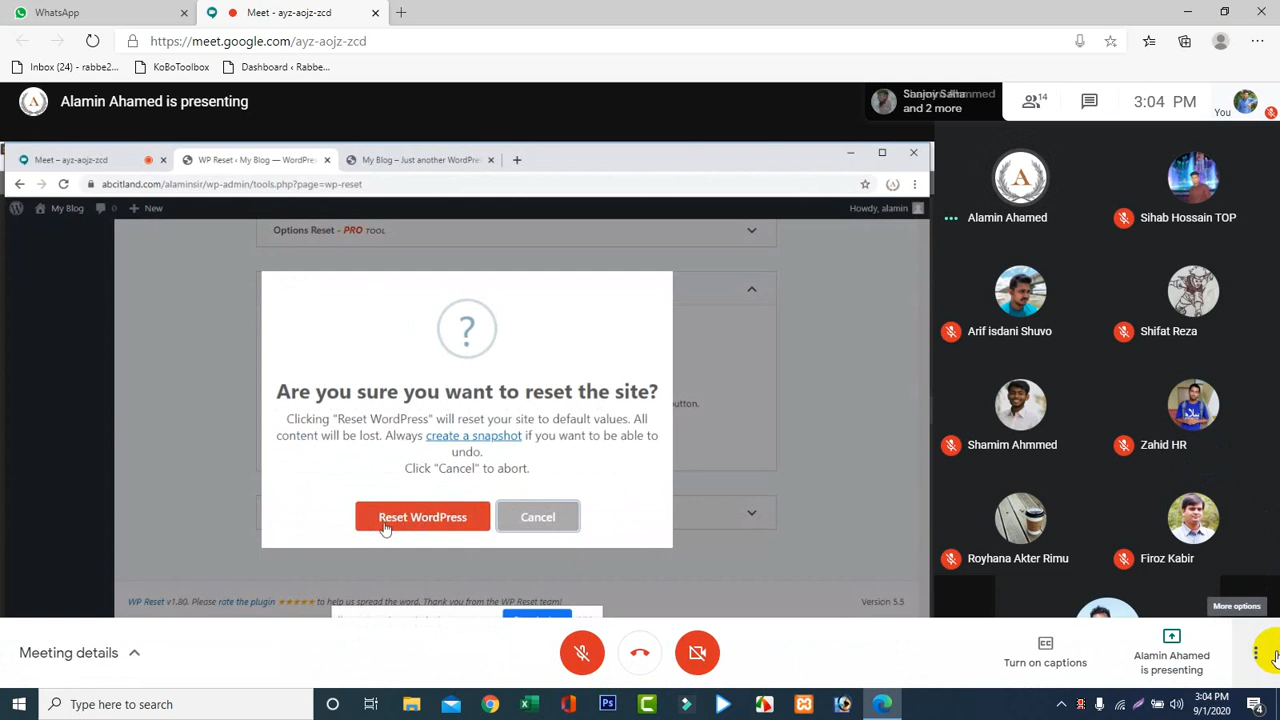 WhatsApp
Meet - ayz-aojz-zcd
https://meet.google.com/ayz-aojz-zcd
Inbox (24) - rabbe2...
KoBoToolbox
Dashboard ‹ Rabbe...
Alamin Ahamed is presenting
and 2 more
14
3:04 PM
You
Meet – ayz-aojz-zcd
WP Reset ‹ My Blog — WordPre
My Blog – Just another WordPre
abcitland.com/alaminsir/wp-admin/tools.php?page=wp-reset
My Blog
0
New
Howdy, alamin
Options Reset - PRO TOOL
?
Are you sure you want to reset the site?
Clicking "Reset WordPress" will reset your site to default values. All
content will be lost. Always create a snapshot if you want to be able to
undo.
Click "Cancel" to abort.
utton.
Reset WordPress
Cancel
WP Reset v1.80. Please rate the plugin ★★★★★ to help us spread the word. Thank you from the WP Reset team!
Version 5.5
A
Alamin Ahamed
Sihab Hossain TOP
Arif isdani Shuvo
Shifat Reza
Shamim Ahmmed
Zahid HR
Royhana Akter Rimu
Firoz Kabir
More options
Meeting details
Turn on captions
Alamin Ahamed
is presenting
Type here to search
3:04 PM
9/1/2020
4